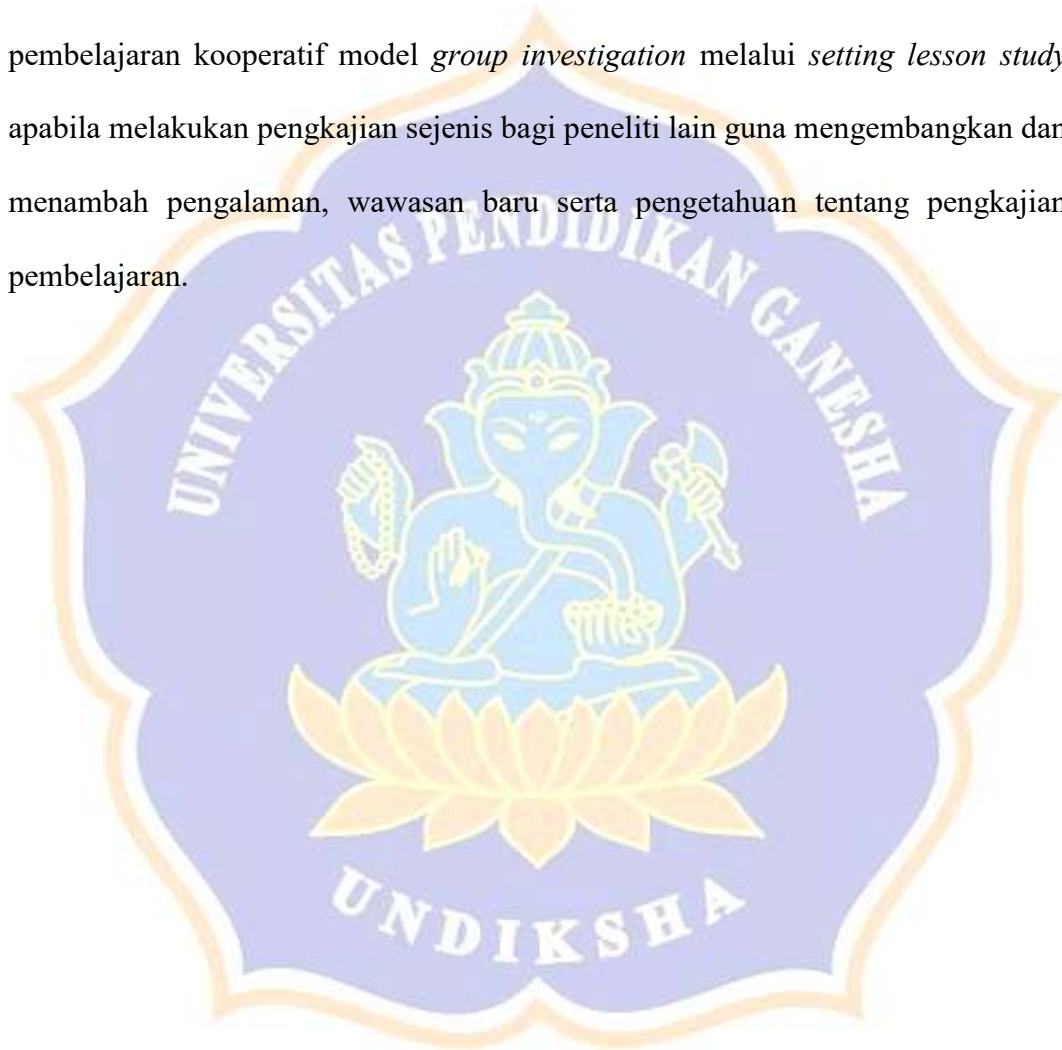 pembelajaran kooperatif model group investigation melalui setting lesson study
apabila melakukan pengkajian sejenis bagi peneliti lain guna mengembangkan dan
menambah pengalaman, wawasan baru serta pengetahuan tentang pengkajian
pembelajaran.
UNIVERSITAS PENDIDIKAN GANESHA
UNDIKSHA